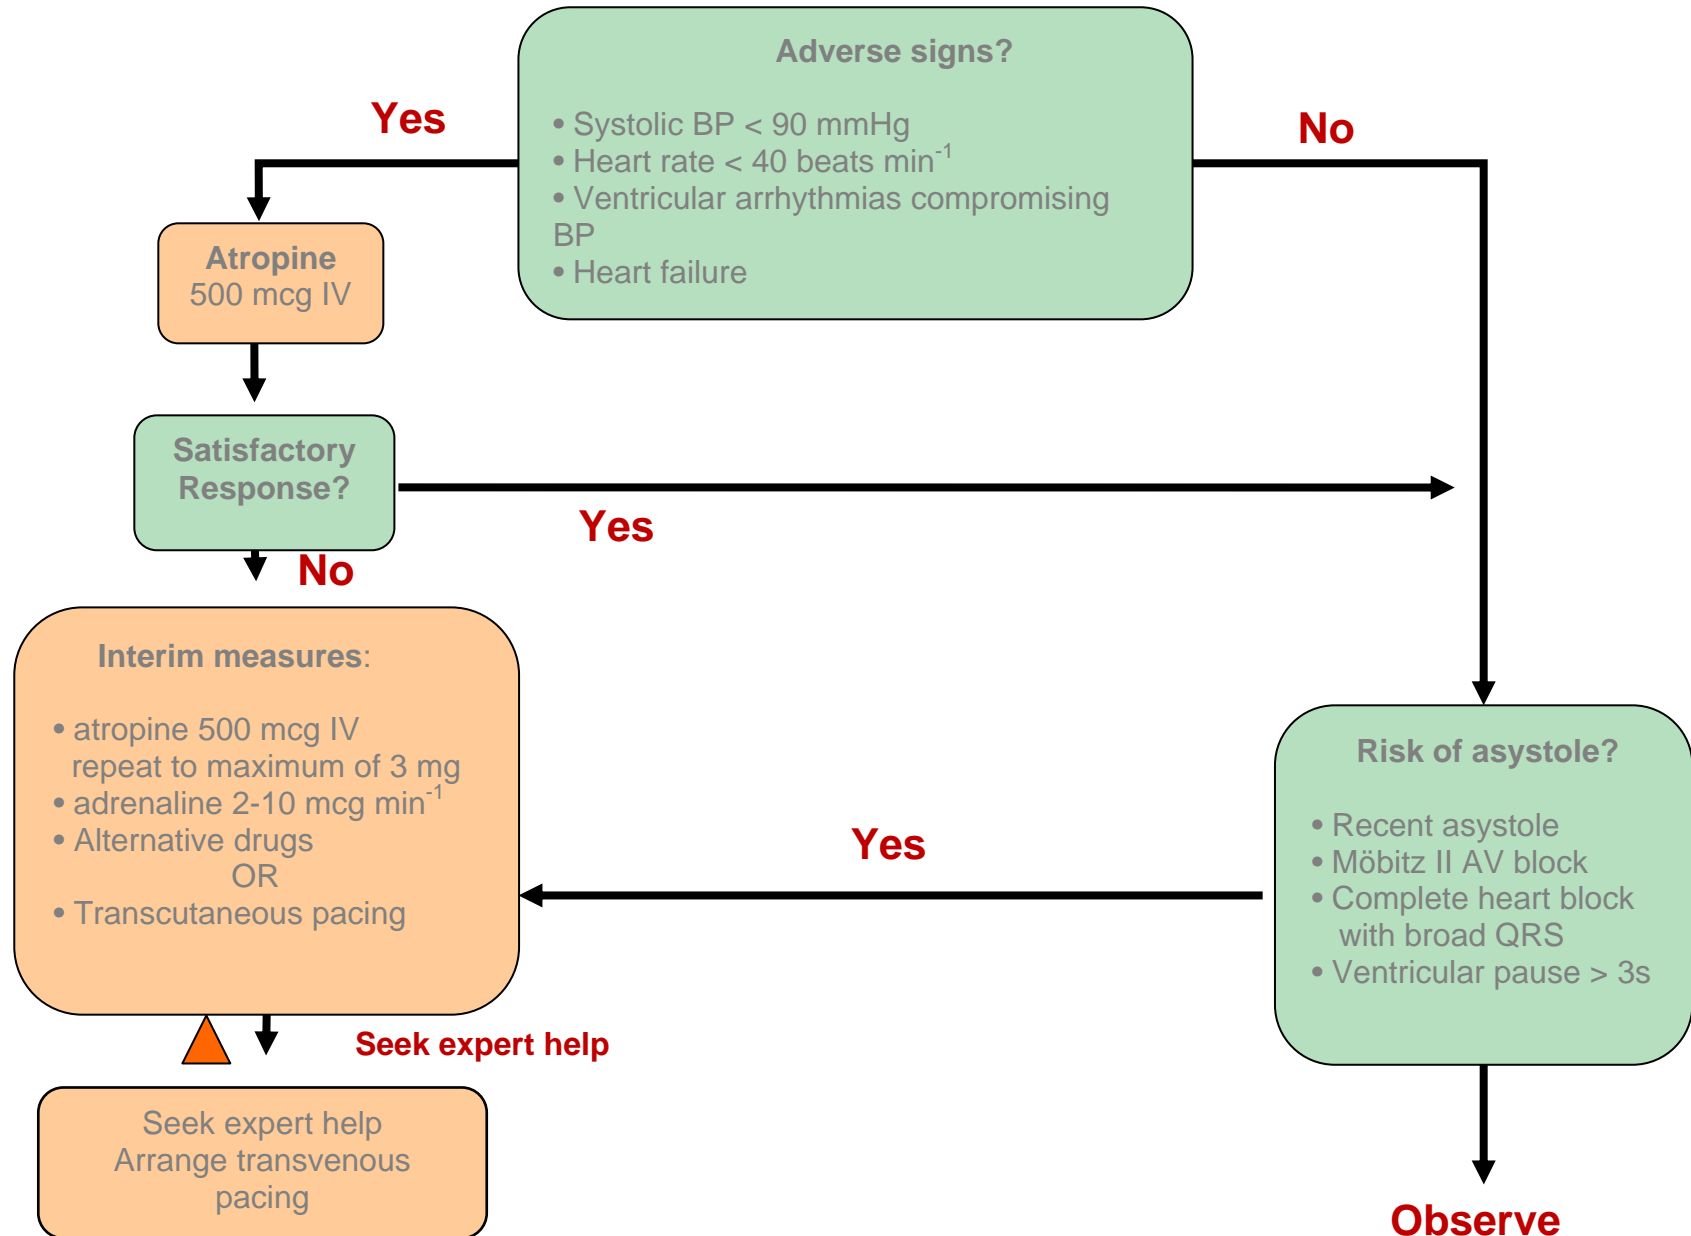 Adverse signs?
• Systolic BP < 90 mmHg
• Heart rate < 40 beats min⁻¹
• Ventricular arrhythmias compromising
BP
• Heart failure
Yes
No
Atropine
500 mcg IV
Satisfactory
Response?
Yes
No
Interim measures:
• atropine 500 mcg IV
repeat to maximum of 3 mg
• adrenaline 2-10 mcg min⁻¹
• Alternative drugs
OR
• Transcutaneous pacing
Yes
Risk of asystole?
• Recent asystole
• Möbitz II AV block
• Complete heart block
with broad QRS
• Ventricular pause > 3s
Seek expert help
Seek expert help
Arrange transvenous
pacing
Observe